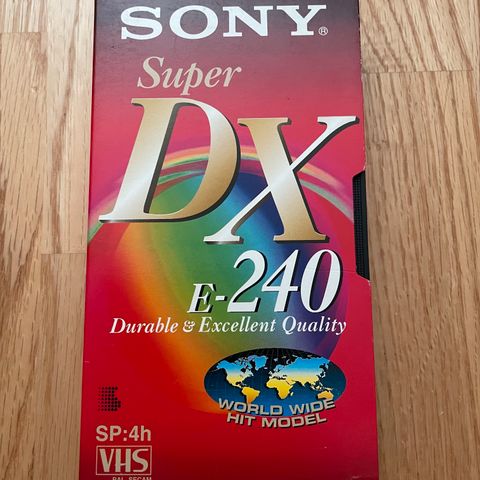 SONY®
Super
DX
E-240
Durable & Excellent Quality
WORLD WIDE
HIT MODEL
SP:4h
VHS
PAL SECAM